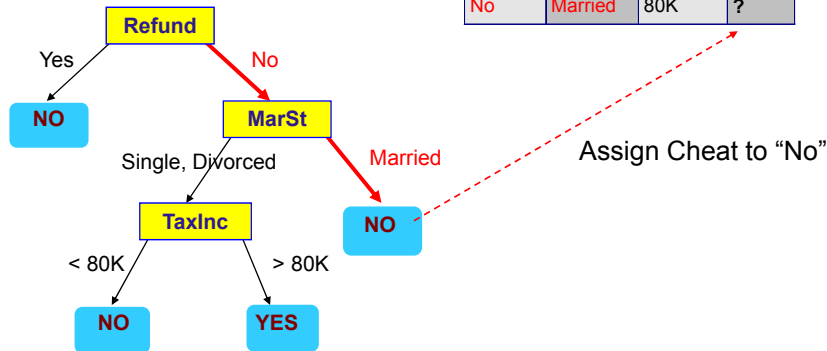 No Married 80K ?
Refund
Yes No
NO MarSt
Single, Divorced Married
Assign Cheat to “No”
TaxInc NO
< 80K > 80K
NO YES